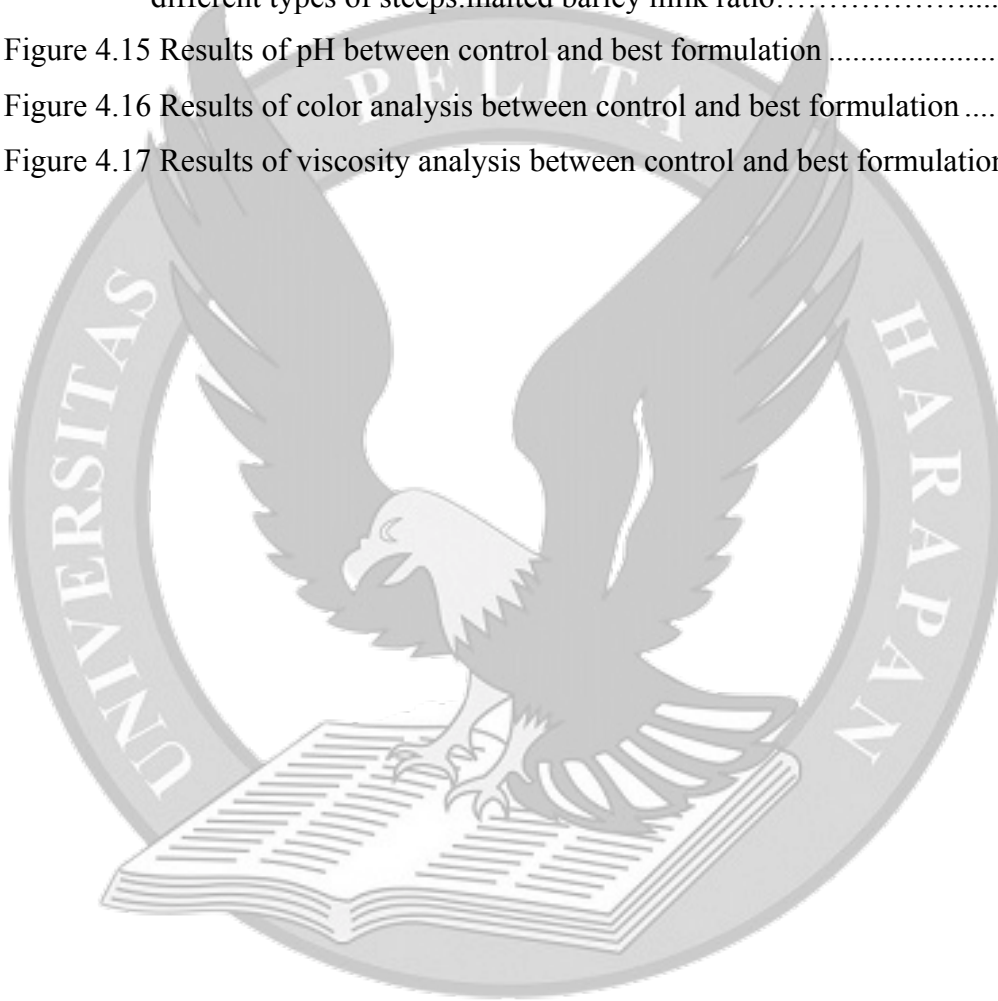 different types of steeps:malted barley milk ratio…………………....
Figure 4.15 Results of pH between control and best formulation .....................
Figure 4.16 Results of color analysis between control and best formulation ....
Figure 4.17 Results of viscosity analysis between control and best formulation
UNIVERSITAS PELITA HARAPAN